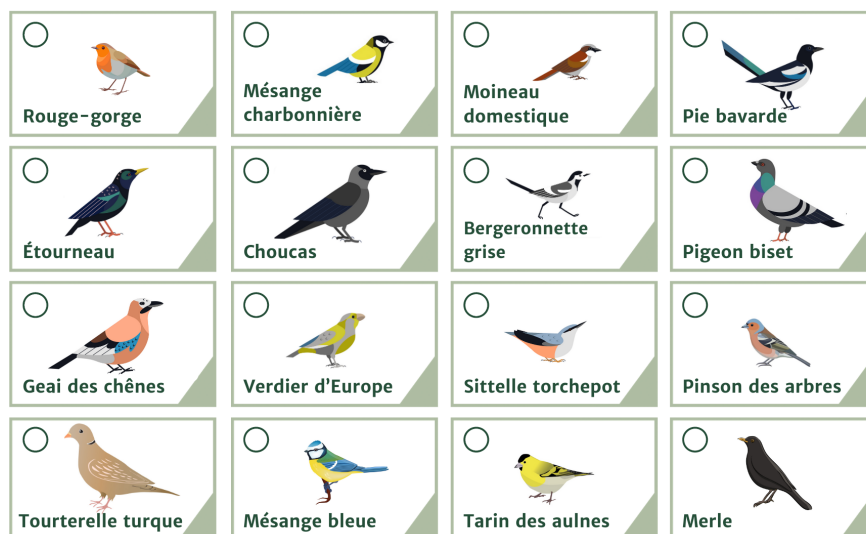 Rouge-gorge
Mésange
charbonnière
Moineau
domestique
Pie bavarde
Étourneau
Choucas
Bergeronnette
grise
Pigeon biset
Geai des chênes
Verdier d'Europe
Sittelle torchepot
Pinson des arbres
Tourterelle turque
Mésange bleue
Tarin des aulnes
Merle